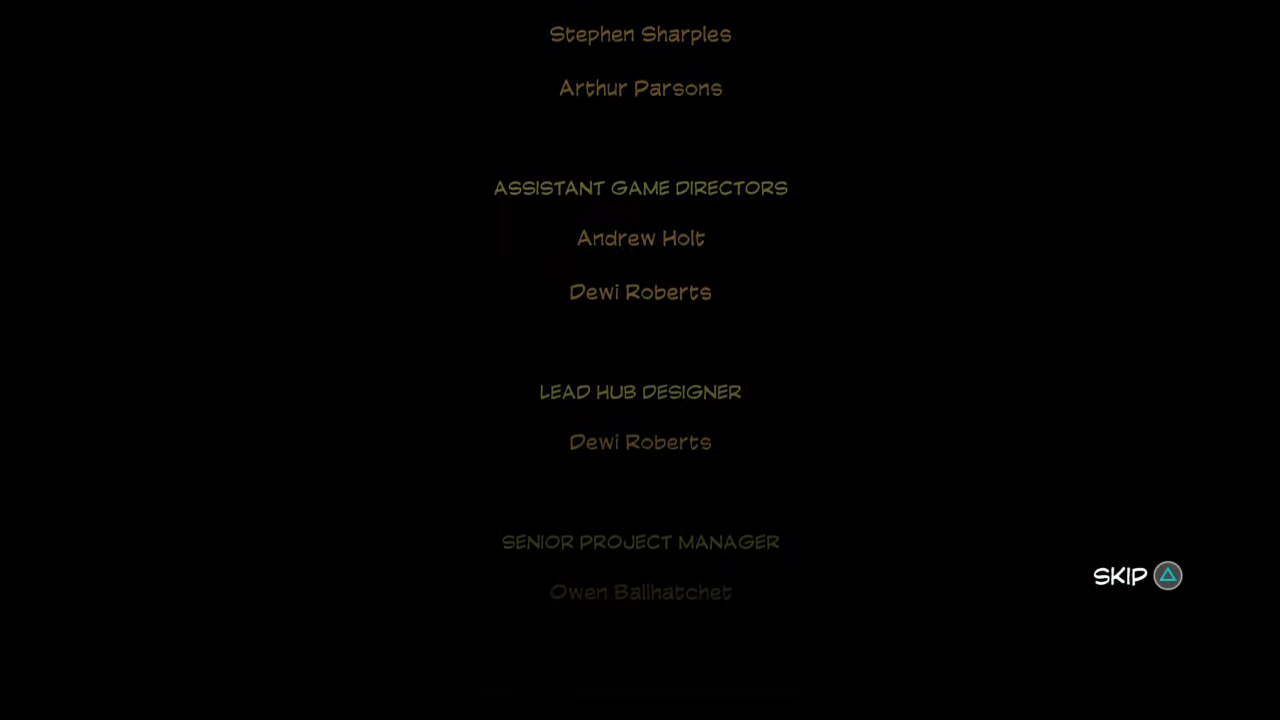 Stephen Sharples
Arthur Parsons
ASSISTANT GAME DIRECTORS
Andrew Holt
Dewi Roberts
LEAD HUB DESIGNER
Dewi Roberts
SENIOR PROJECT MANAGER
Owen Ballhatchet
SKIP